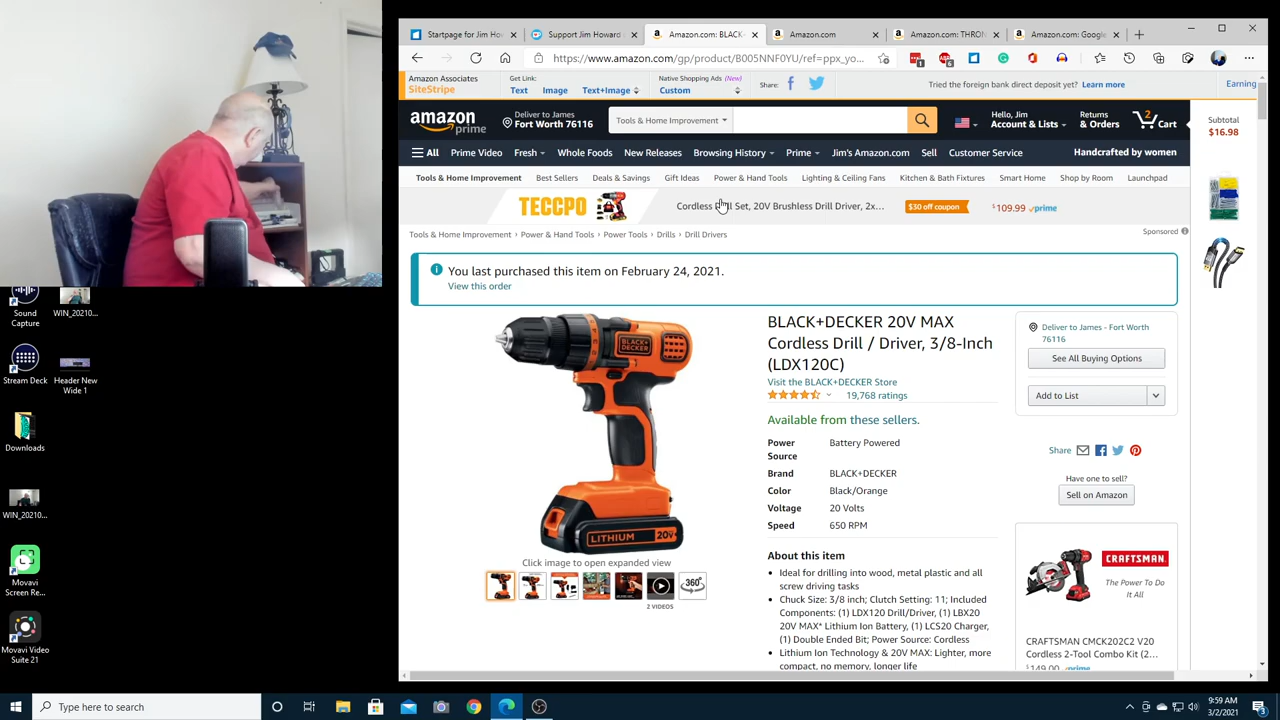 Startpage for Jim Ho
Support Jim Howard
Amazon.com: BLACK+
Amazon.com
Amazon.com: THRON
Amazon.com: Google
https://www.amazon.com/gp/product/B005NNF0YU/ref=ppx_yo...
Amazon Associates
SiteStripe
Get Link:
Text Image Text+Image
Native Shopping Ads (New)
Custom
Share:
Tried the foreign bank direct deposit yet? Learn more
Earning
amazon
prime
Deliver to James
Fort Worth 76116
Tools & Home Improvement
Hello, Jim
Account & Lists
Returns
& Orders
2
Cart
Subtotal
$16.98
All Prime Video Fresh Whole Foods New Releases Browsing History Prime Jim's Amazon.com Sell Customer Service
Handcrafted by women
Tools & Home Improvement Best Sellers Deals & Savings Gift Ideas Power & Hand Tools Lighting & Ceiling Fans Kitchen & Bath Fixtures Smart Home Shop by Room Launchpad
TECCPO
Cordless Drill Set, 20V Brushless Drill Driver, 2x...
$30 off coupon
$109.99 prime
Sponsored
Tools & Home Improvement › Power & Hand Tools › Power Tools › Drills › Drill Drivers
You last purchased this item on February 24, 2021.
View this order
BLACK+DECKER 20V MAX
Cordless Drill / Driver, 3/8-Inch
(LDX120C)
Visit the BLACK+DECKER Store
19,768 ratings
Available from these sellers.
Power Source Battery Powered
Brand BLACK+DECKER
Color Black/Orange
Voltage 20 Volts
Speed 650 RPM
About this item
• Ideal for drilling into wood, metal plastic and all
screw driving tasks
• Chuck Size: 3/8 inch; Clutch Setting: 11; Included
Components: (1) LDX120 Drill/Driver, (1) LBX20
20V MAX* Lithium Ion Battery, (1) LCS20 Charger,
(1) Double Ended Bit; Power Source: Cordless
• Lithium Ion Technology & 20V MAX: Lighter, more
compact, no memory, longer life
BLACK+
DECKER
LITHIUM 20V
Click image to open expanded view
360°
2 VIDEOS
Deliver to James - Fort Worth
76116
See All Buying Options
Add to List
Share
Have one to sell?
Sell on Amazon
CRAFTSMAN
The Power To Do
It All
CRAFTSMAN CMCK202C2 V20
Cordless 2-Tool Combo Kit (2...
$149.00 prime
Sound
Capture
WIN_20210...
Stream Deck
Header New
Wide 1
Downloads
WIN_20210...
Movavi
Screen Re...
Movavi Video
Suite 21
Type here to search
9:59 AM
3/2/2021
3